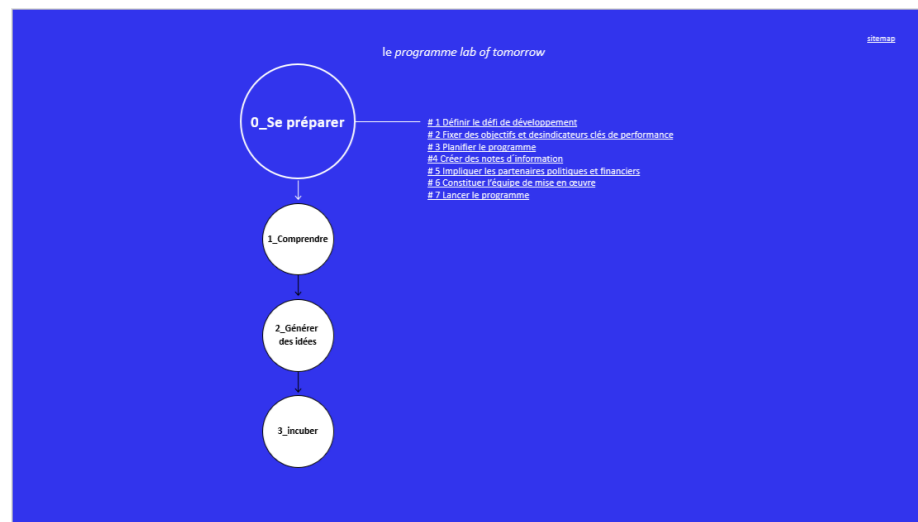 sitemap
le programme lab of tomorrow
0_Se préparer
# 1 Définir le défi de développement
# 2 Fixer des objectifs et desindicateurs clés de performance
# 3 Planifier le programme
#4 Créer des notes d´information
# 5 Impliquer les partenaires politiques et financiers
# 6 Constituer l'équipe de mise en œuvre
# 7 Lancer le programme
1_Comprendre
2_Générer
des idées
3_incuber